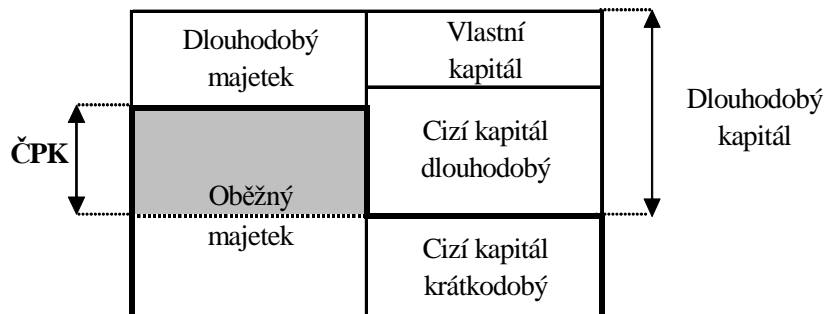 Dlouhodobý
majetek
Vlastní
kapitál
Dlouhodobý
kapitál
ČPK
Cizí kapitál
dlouhodobý
Oběžný
majetek
Cizí kapitál
krátkodobý